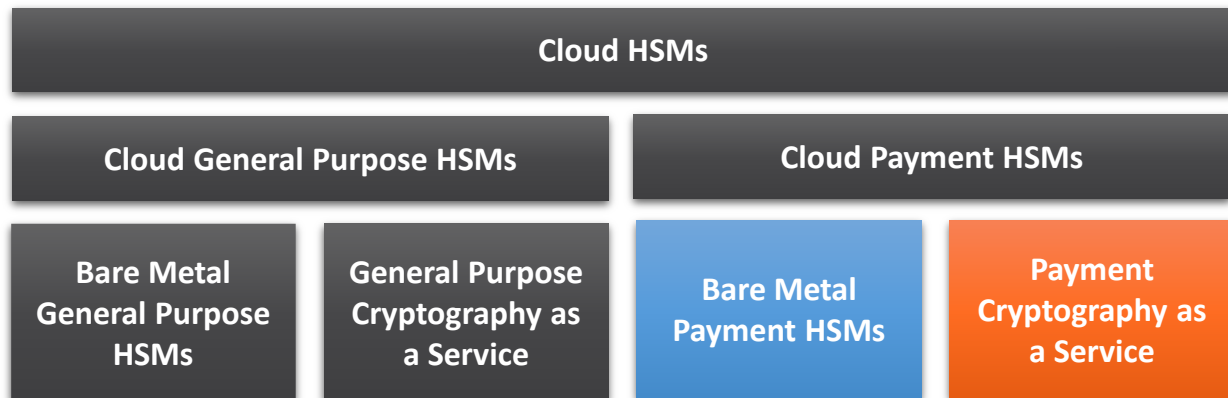 Cloud HSMs
Cloud General Purpose HSMs
Cloud Payment HSMs
Bare Metal
General Purpose
HSMs
General Purpose
Cryptography as
a Service
Bare Metal
Payment HSMs
Payment
Cryptography as
a Service